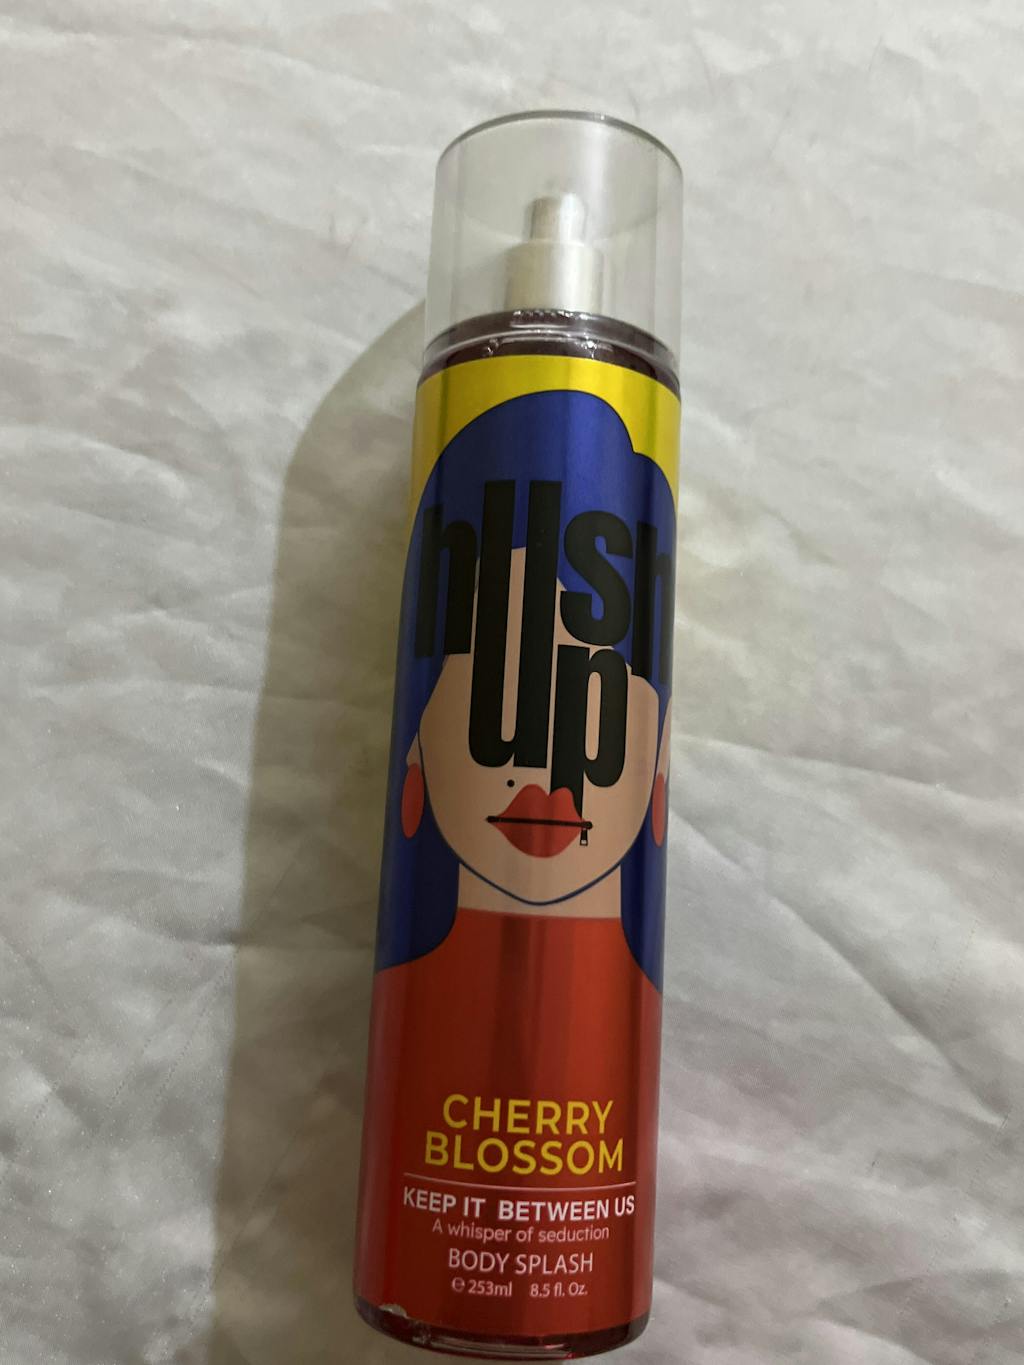 hUsh
up
CHERRY
BLOSSOM
KEEP IT BETWEEN US
A whisper of seduction
BODY SPLASH
℮ 253ml 8.5 fl. Oz.